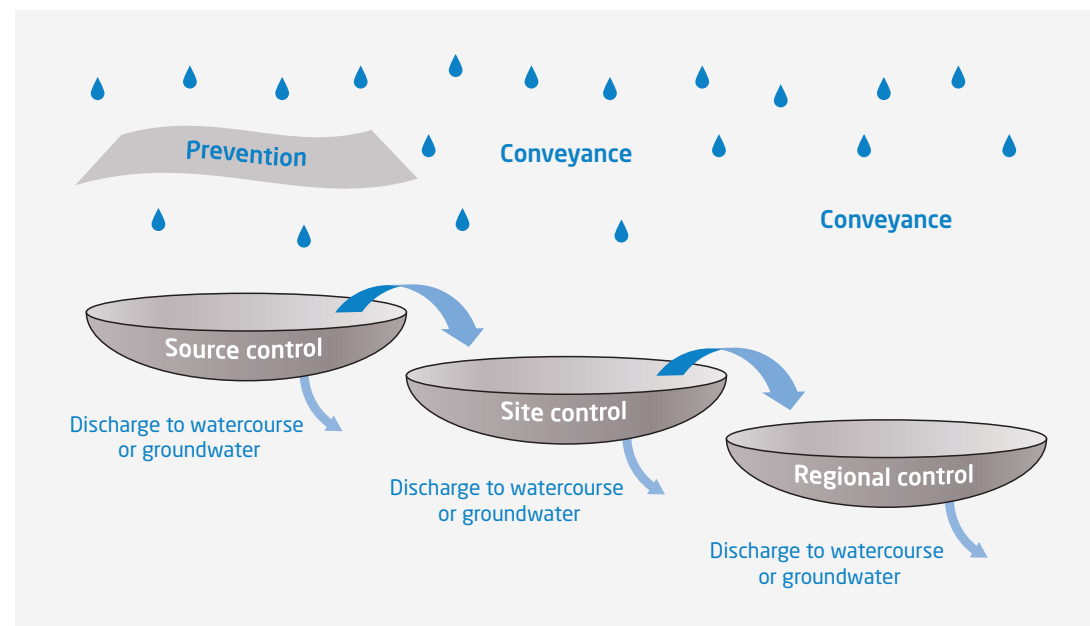 Prevention
Conveyance
Conveyance
Source control
Discharge to watercourse
or groundwater
Site control
Discharge to watercourse
or groundwater
Regional control
Discharge to watercourse
or groundwater